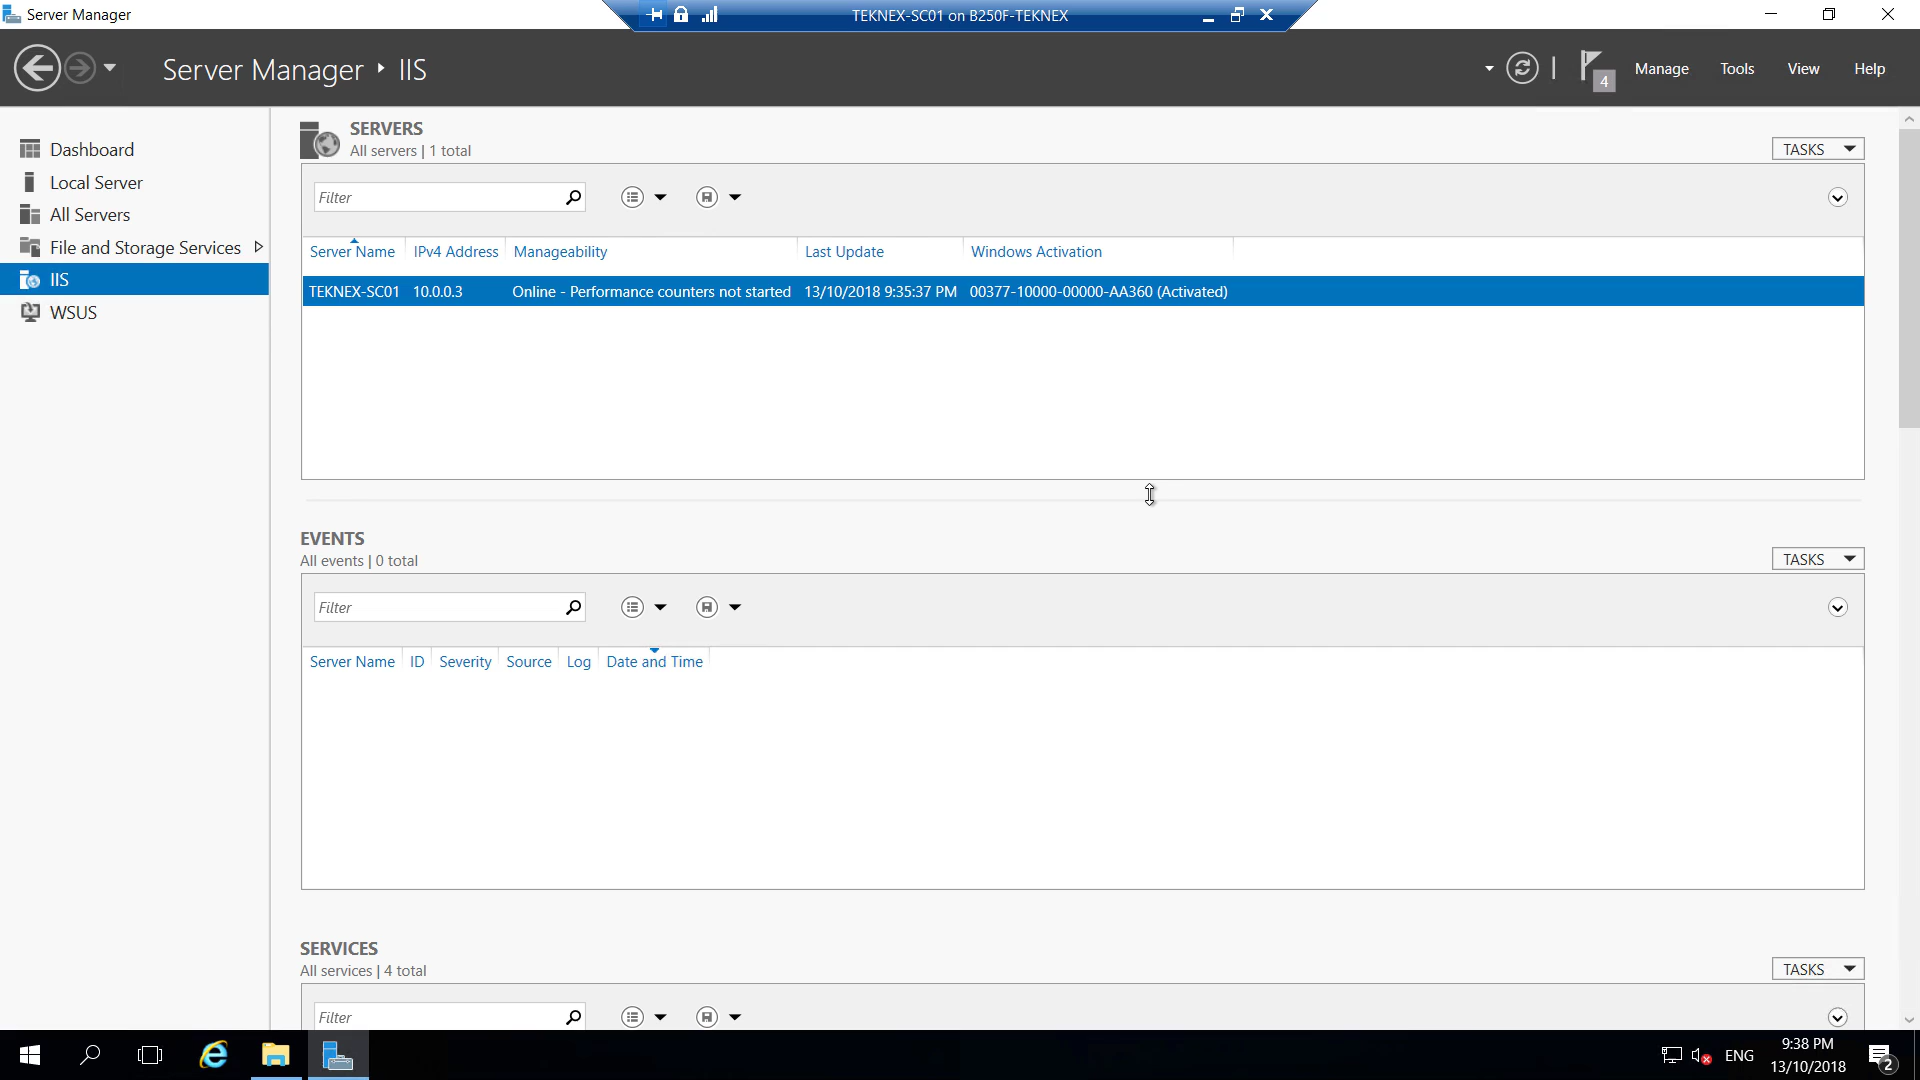 Server Manager
TEKNEX-SC01 on B250F-TEKNEX
Server Manager IIS
4 Manage Tools View Help
Dashboard
Local Server
All Servers
File and Storage Services
IIS
WSUS
SERVERS
All servers | 1 total
TASKS
Filter
Server Name IPv4 Address Manageability Last Update Windows Activation
TEKNEX-SC01 10.0.0.3 Online - Performance counters not started 13/10/2018 9:35:37 PM 00377-10000-00000-AA360 (Activated)
EVENTS
All events | 0 total
TASKS
Filter
Server Name ID Severity Source Log Date and Time
SERVICES
All services | 4 total
TASKS
Filter
ENG
9:38 PM
13/10/2018
2